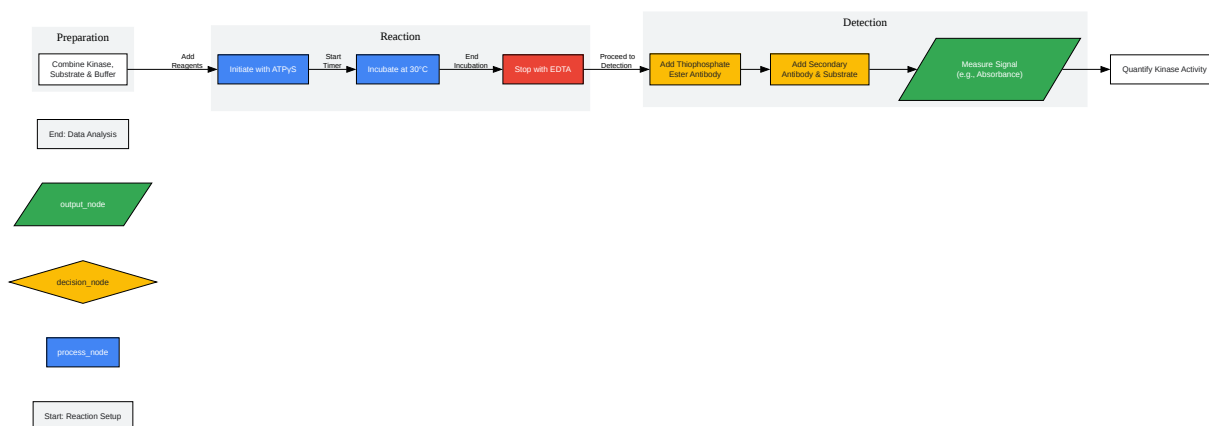 Preparation
Combine Kinase,
Substrate & Buffer
Add
Reagents
Reaction
Initiate with ATPγS
Start
Timer
Incubate at 30°C
End
Incubation
Stop with EDTA
Proceed to
Detection
Detection
Add Thiophosphate
Ester Antibody
Add Secondary
Antibody & Substrate
Measure Signal
(e.g., Absorbance)
Quantify Kinase Activity
End: Data Analysis
output_node
decision_node
process_node
Start: Reaction Setup